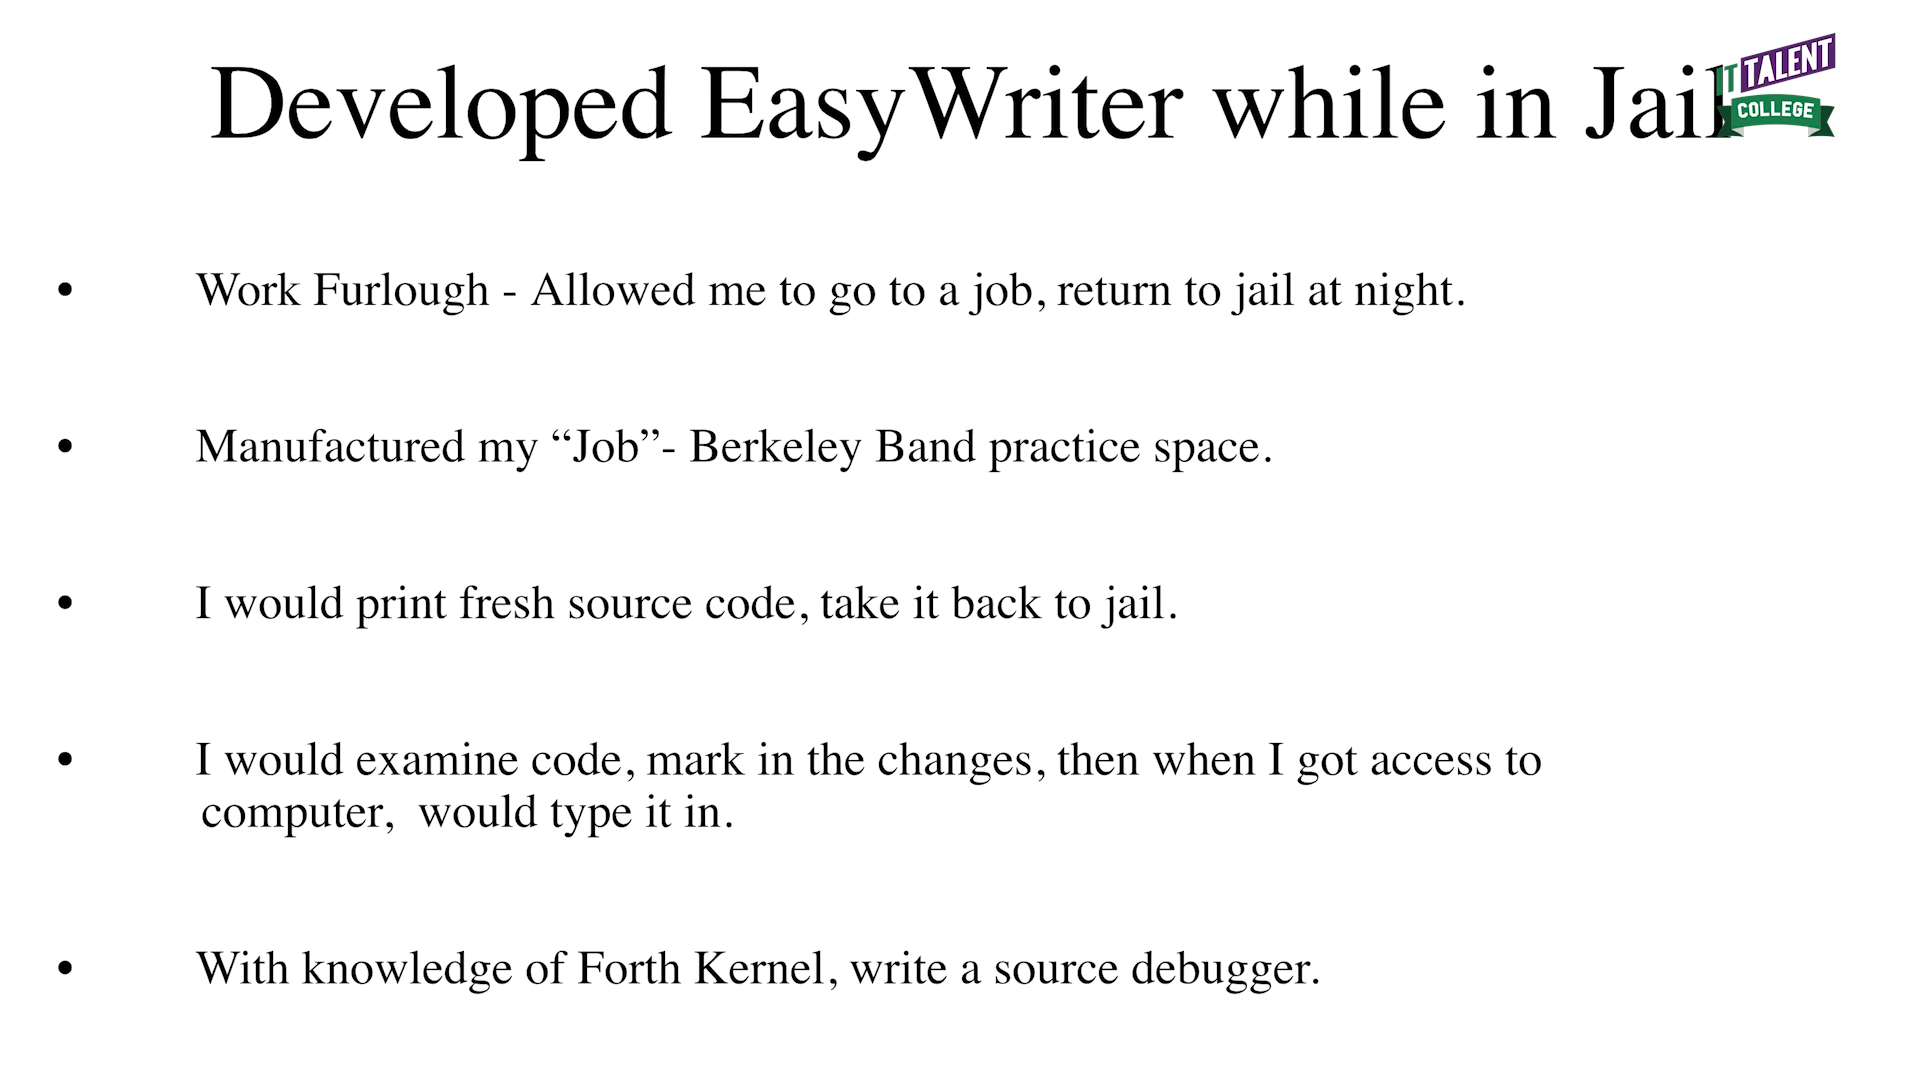 Developed EasyWriter while in Jail
IT TALENT
COLLEGE
• Work Furlough - Allowed me to go to a job, return to jail at night.
• Manufactured my “Job”- Berkeley Band practice space.
• I would print fresh source code, take it back to jail.
• I would examine code, mark in the changes, then when I got access to
computer,  would type it in.
• With knowledge of Forth Kernel, write a source debugger.